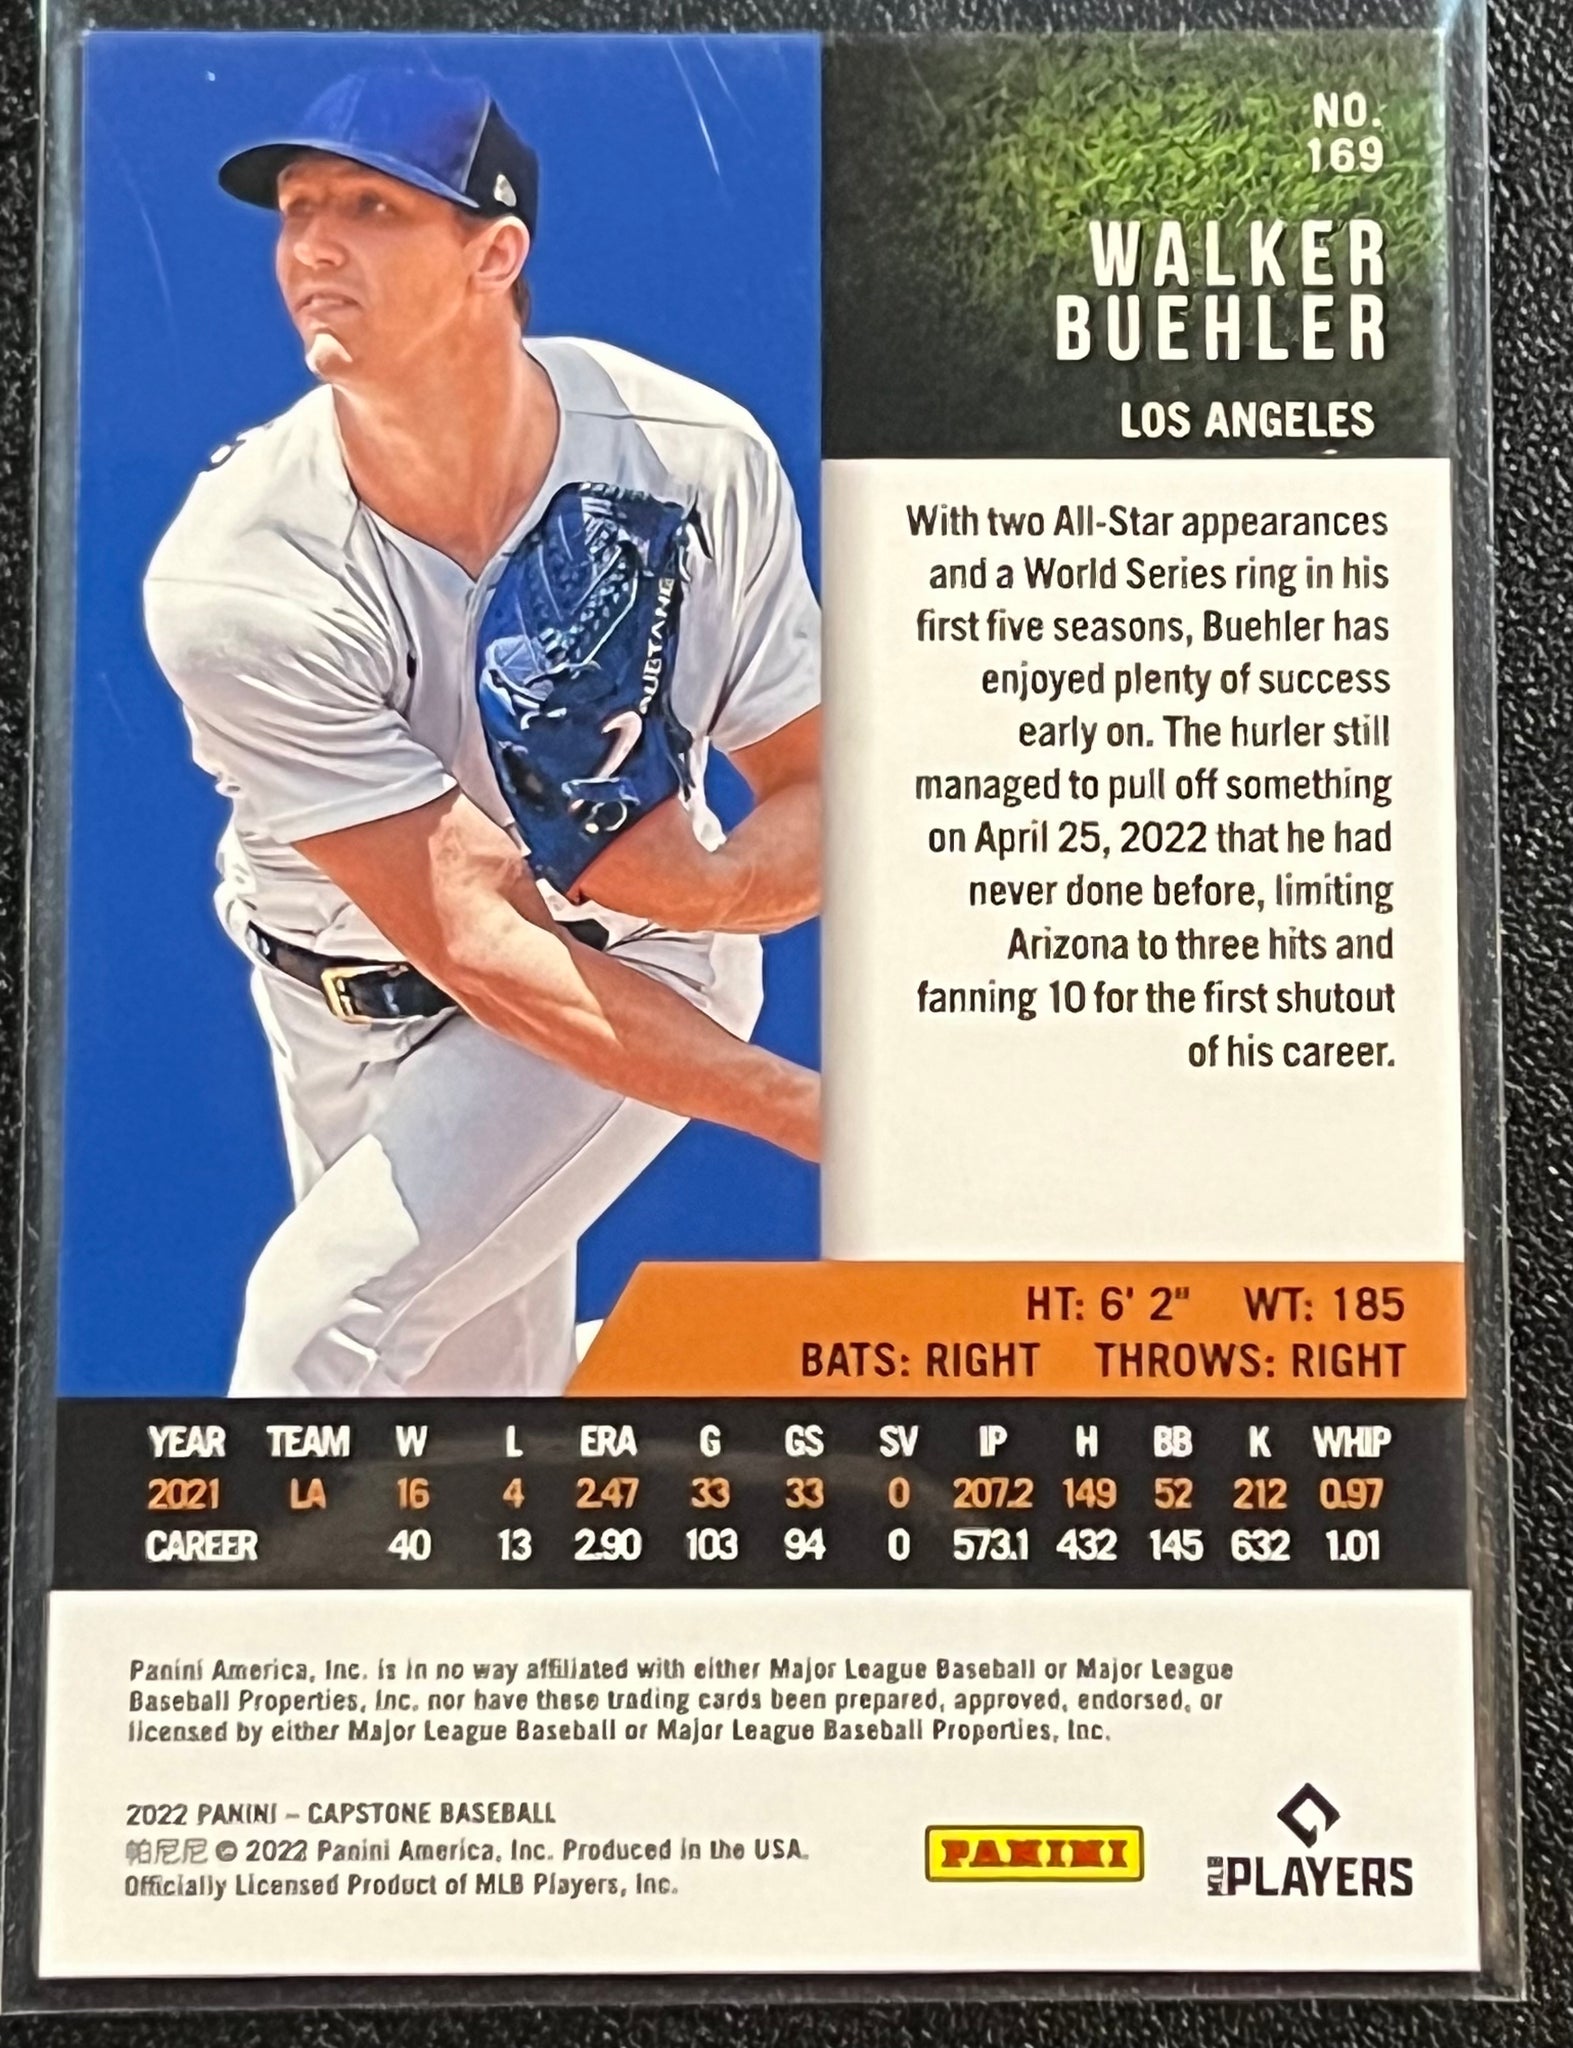 NO.
169
WALKER
BUEHLER
LOS ANGELES
With two All-Star appearances
and a World Series ring in his
first five seasons, Buehler has
enjoyed plenty of success
early on. The hurler still
managed to pull off something
on April 25, 2022 that he had
never done before, limiting
Arizona to three hits and
fanning 10 for the first shutout
of his career.
HT: 6' 2" WT: 185
BATS: RIGHT THROWS: RIGHT
YEAR TEAM W L ERA G GS SV IP H BB K WHIP
2021 LA 16 4 2.47 33 33 0 207.2 149 52 212 0.97
CAREER 40 13 2.90 103 94 0 573.1 432 145 632 1.01
Panini America, Inc. is in no way affiliated with either Major League Baseball or Major League
Baseball Properties, Inc. nor have these trading cards been prepared, approved, endorsed, or
licensed by either Major League Baseball or Major League Baseball Properties, Inc.
2022 PANINI – CAPSTONE BASEBALL
帕尼尼 © 2022 Panini America, Inc. Produced in the USA.
Officially Licensed Product of MLB Players, Inc.
PANINI
MLB PLAYERS